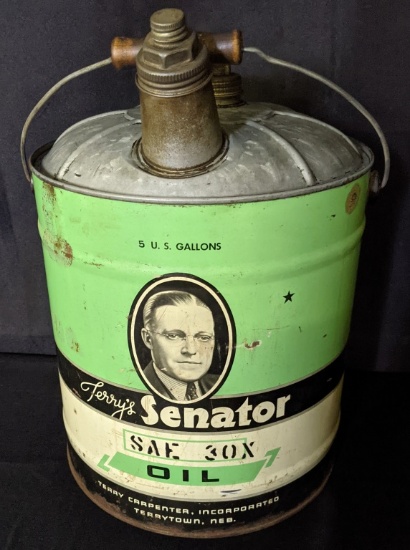 5 U. S. GALLONS
Terry's
Senator
SAE 30X
OIL
TERRY CARPENTER, INCORPORATED
TERRYTOWN, NEB.